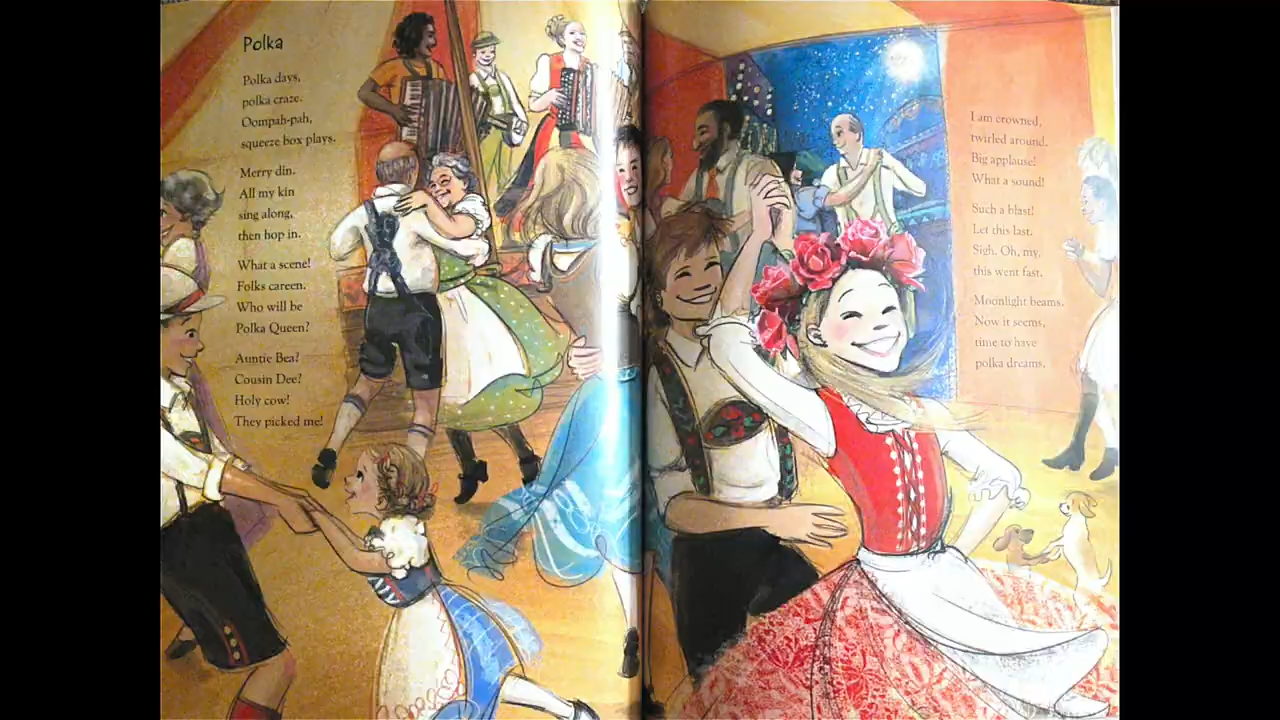 Polka
Polka days,
polka craze.
Oompah-pah,
squeeze box plays.
Merry din.
All my kin
sing along,
then hop in.
What a scene!
Folks careen.
Who will be
Polka Queen?
Auntie Bea?
Cousin Dee?
Holy cow!
They picked me!
I am crowned,
twirled around.
Big applause!
What a sound!
Such a blast!
Let this last.
Sigh. Oh, my,
this went fast.
Moonlight beams.
Now it seems,
time to have
polka dreams.